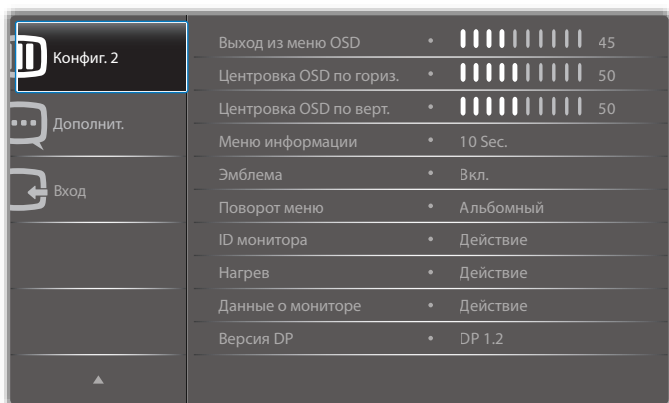 Конфиг. 2
Дополнит.
Вход
Выход из меню OSD • 45
Центровка OSD по гориз. • 50
Центровка OSD по верт. • 50
Меню информации • 10 Sec.
Эмблема • Вкл.
Поворот меню • Альбомный
ID монитора • Действие
Нагрев • Действие
Данные о мониторе • Действие
Версия DP • DP 1.2